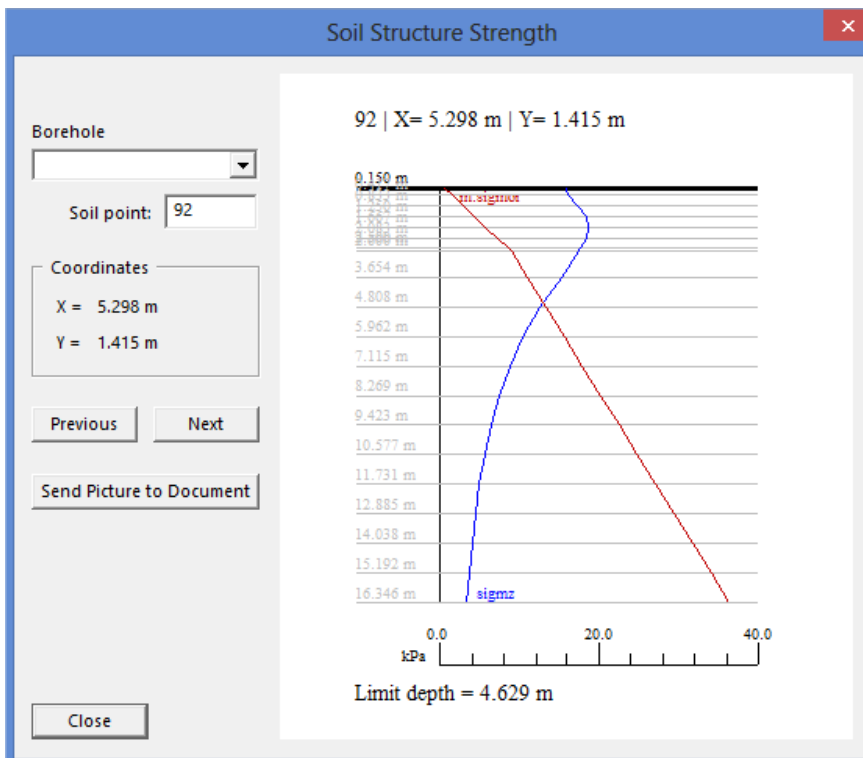 Soil Structure Strength
Borehole
Soil point: 92
Coordinates
X = 5.298 m
Y = 1.415 m
Previous Next
Send Picture to Document
Close
92 | X= 5.298 m | Y= 1.415 m
0.150 m
m.sigmol
3.654 m
4.808 m
5.962 m
7.115 m
8.269 m
9.423 m
10.577 m
11.731 m
12.885 m
14.038 m
15.192 m
16.346 m
sigmz
0.0 20.0 40.0
kPa
Limit depth = 4.629 m